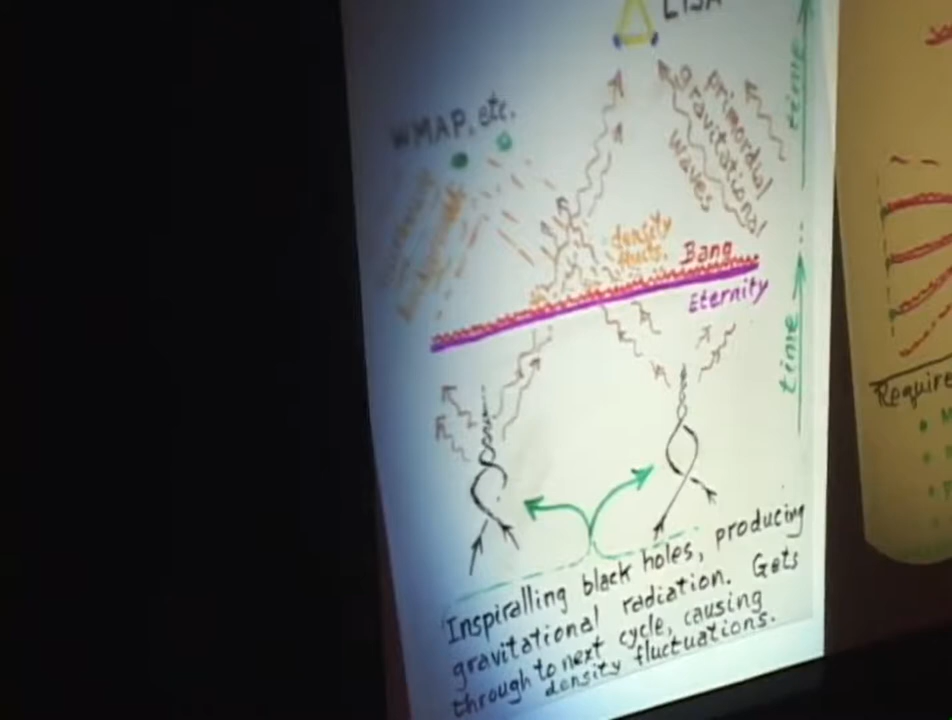 LISA
WMAP, etc.
primordial
gravitational
waves
time
density
Bang
Eternity
time
Require
Inspiralling black holes, producing
gravitational radiation. Gets
through to next cycle, causing
density fluctuations.